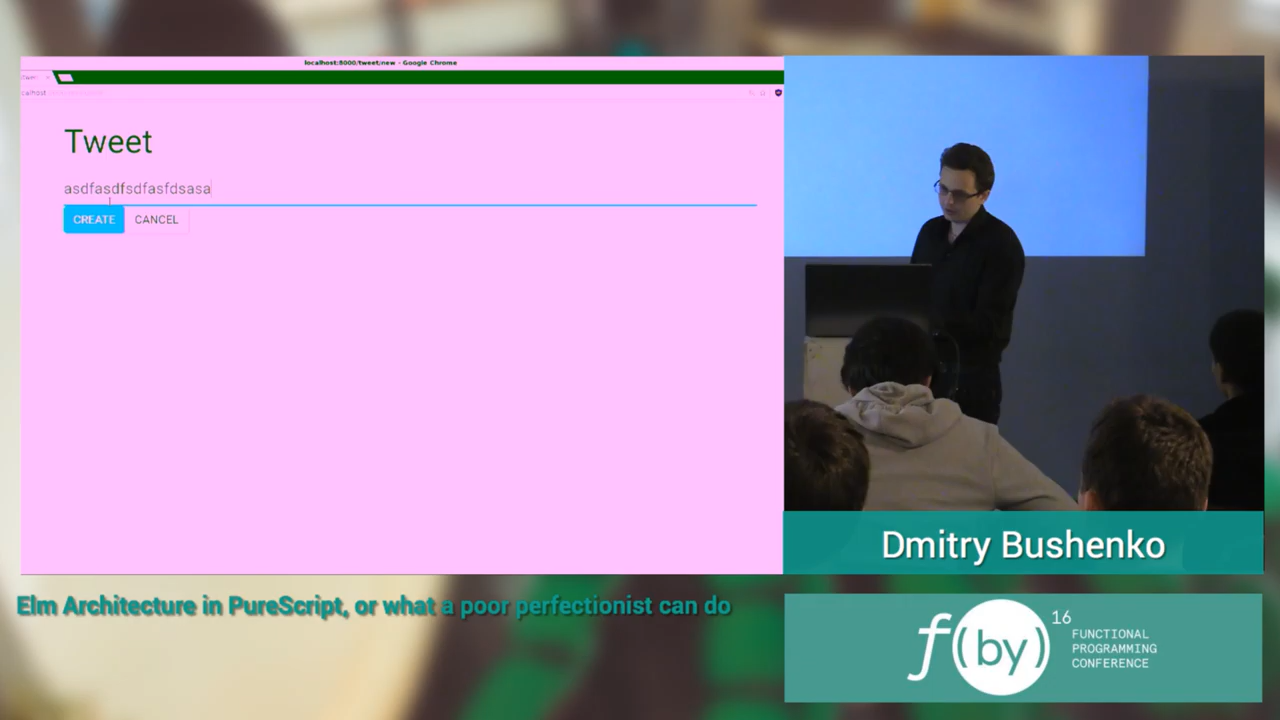 localhost:8000/tweet/new - Google Chrome
calhost
Tweet
asdfasdfsdfasfdsasa
CREATE
CANCEL
Dmitry Bushenko
Elm Architecture in PureScript, or what a poor perfectionist can do
f(by)
16
FUNCTIONAL
PROGRAMMING
CONFERENCE